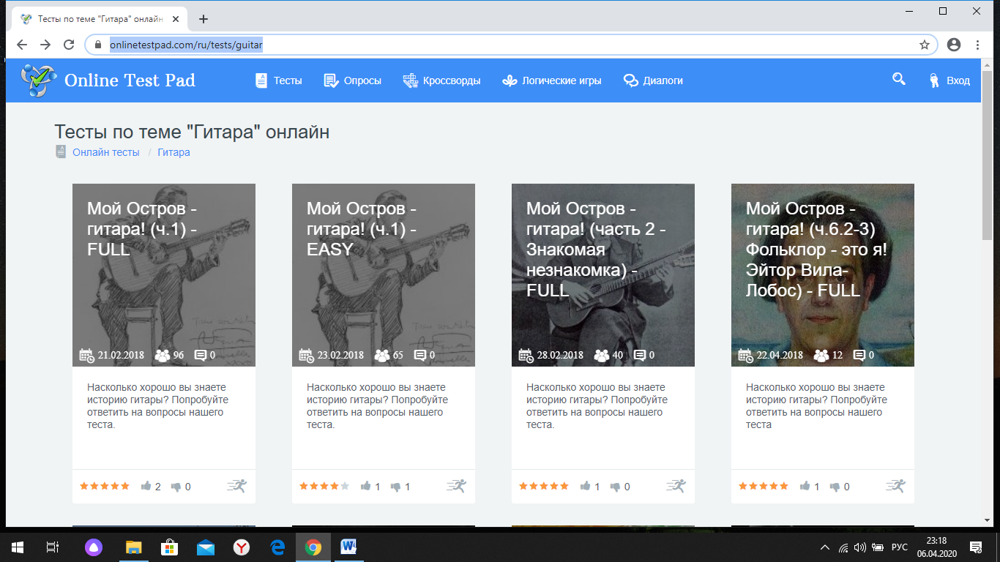 Тесты по теме "Гитара" онлайн
onlinetestpad.com/ru/tests/guitar
Online Test Pad
Тесты
Опросы
Кроссворды
Логические игры
Диалоги
Вход
Тесты по теме "Гитара" онлайн
Онлайн тесты / Гитара
Мой Остров -
гитара! (ч.1) -
FULL
21.02.2018 96 0
Насколько хорошо вы знаете
историю гитары? Попробуйте
ответить на вопросы нашего
теста.
2 0
Мой Остров -
гитара! (ч.1) -
EASY
23.02.2018 65 0
Насколько хорошо вы знаете
историю гитары? Попробуйте
ответить на вопросы нашего
теста.
1 1
Мой Остров -
гитара! (часть 2 -
Знакомая
незнакомка) -
FULL
28.02.2018 40 0
Насколько хорошо вы знаете
историю гитары? Попробуйте
ответить на вопросы нашего
теста.
1 0
Мой Остров -
гитара! (ч.6.2-3)
Фольклор - это я!
Эйтор Вила-
Лобос) - FULL
22.04.2018 12 0
Насколько хорошо вы знаете
историю гитары? Попробуйте
ответить на вопросы нашего
теста
1 0
РУС
23:18
06.04.2020